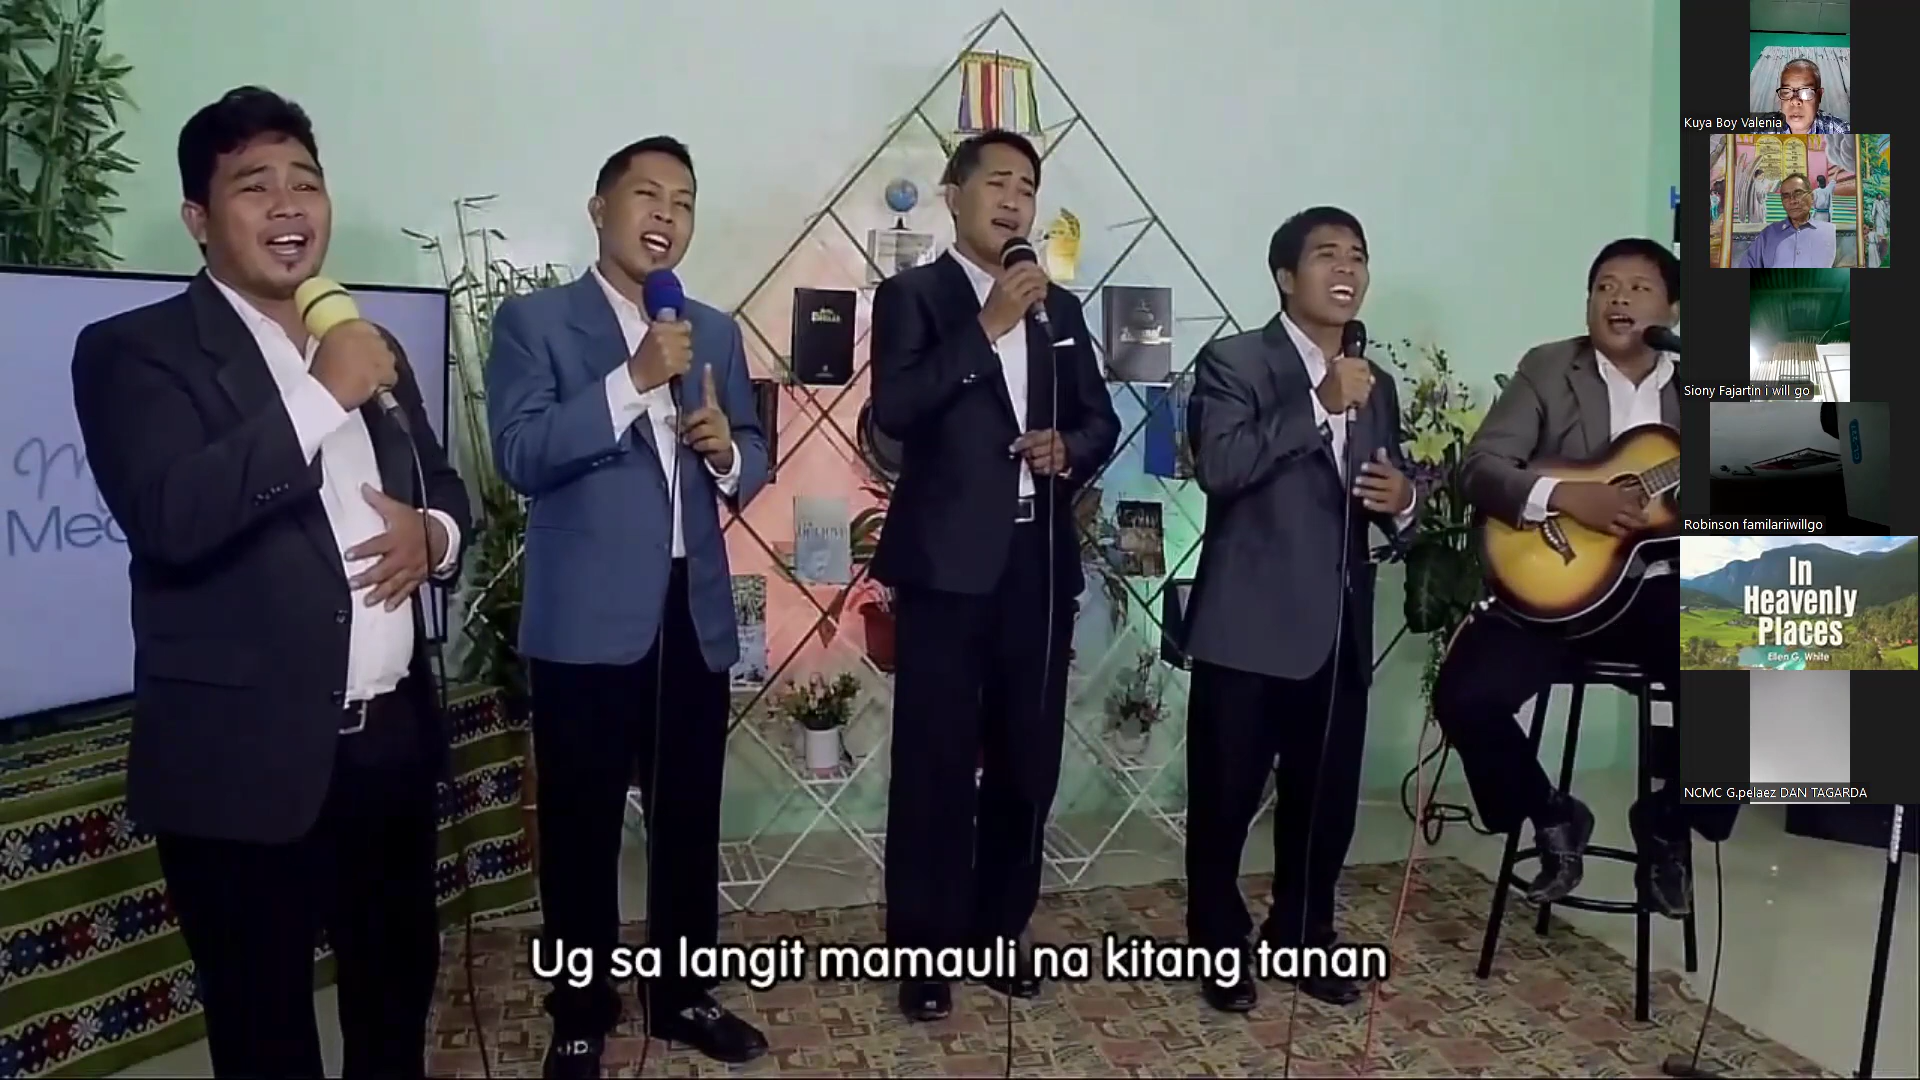 Ug sa langit mamauli na kitang tanan
Kuya Boy Valenia
Siony Fajartin i will go
Robinson familariiwillgo
In
Heavenly
Places
Ellen G. White
NCMC G.pelaez DAN TAGARDA